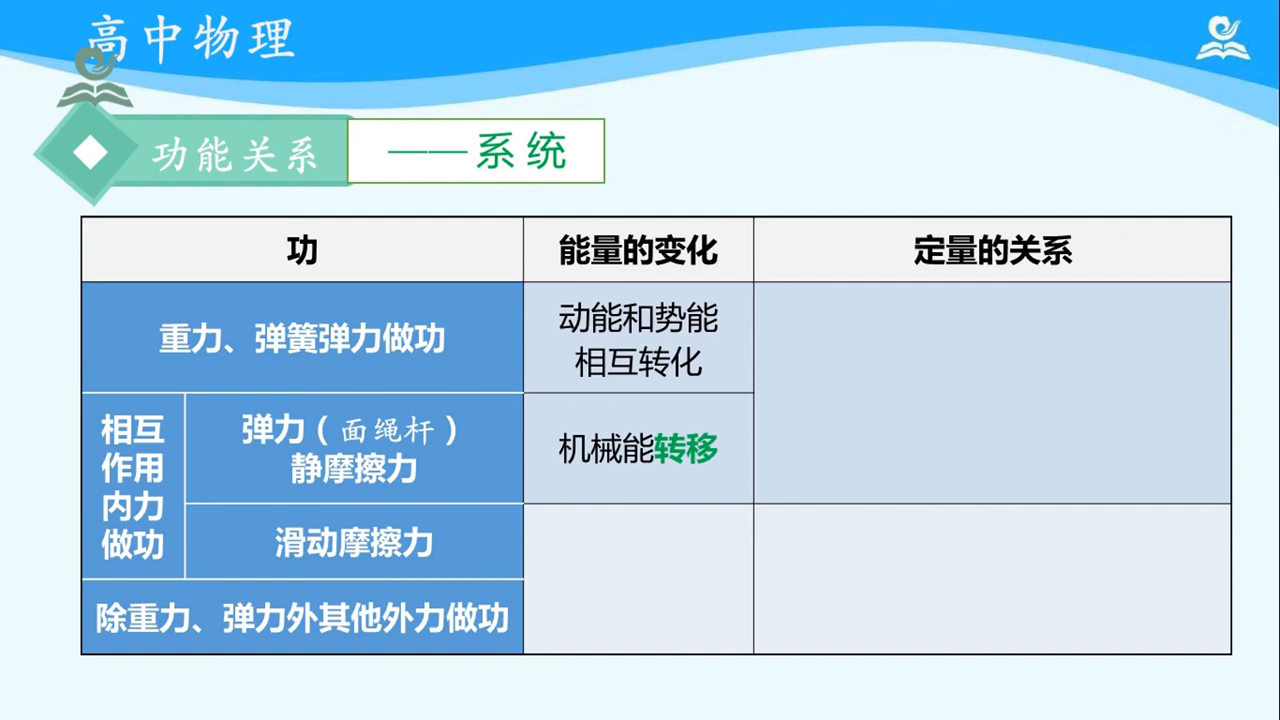 高中物理
功能关系
——系统
功
能量的变化
定量的关系
重力、弹簧弹力做功
动能和势能
相互转化
相互
作用
内力
做功
弹力（面绳杆）
静摩擦力
机械能转移
滑动摩擦力
除重力、弹力外其他外力做功